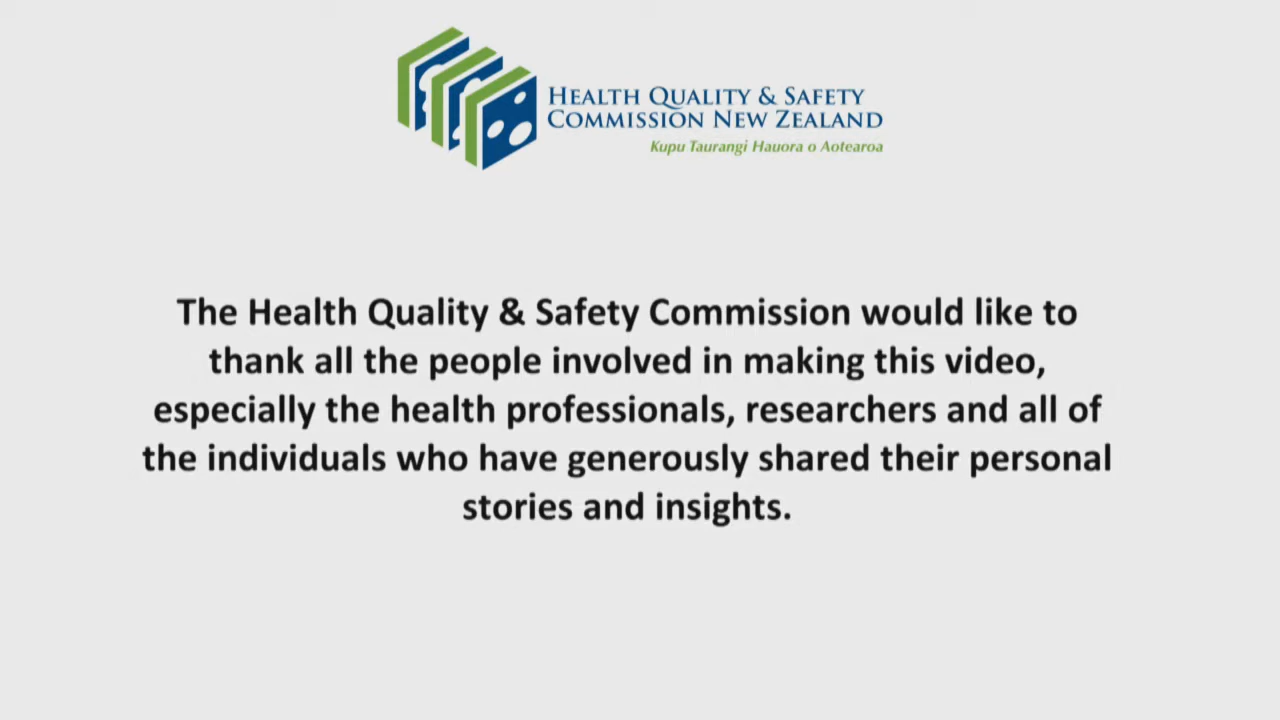 HEALTH QUALITY & SAFETY
COMMISSION NEW ZEALAND
Kupu Taurangi Hauora o Aotearoa
The Health Quality & Safety Commission would like to
thank all the people involved in making this video,
especially the health professionals, researchers and all of
the individuals who have generously shared their personal
stories and insights.